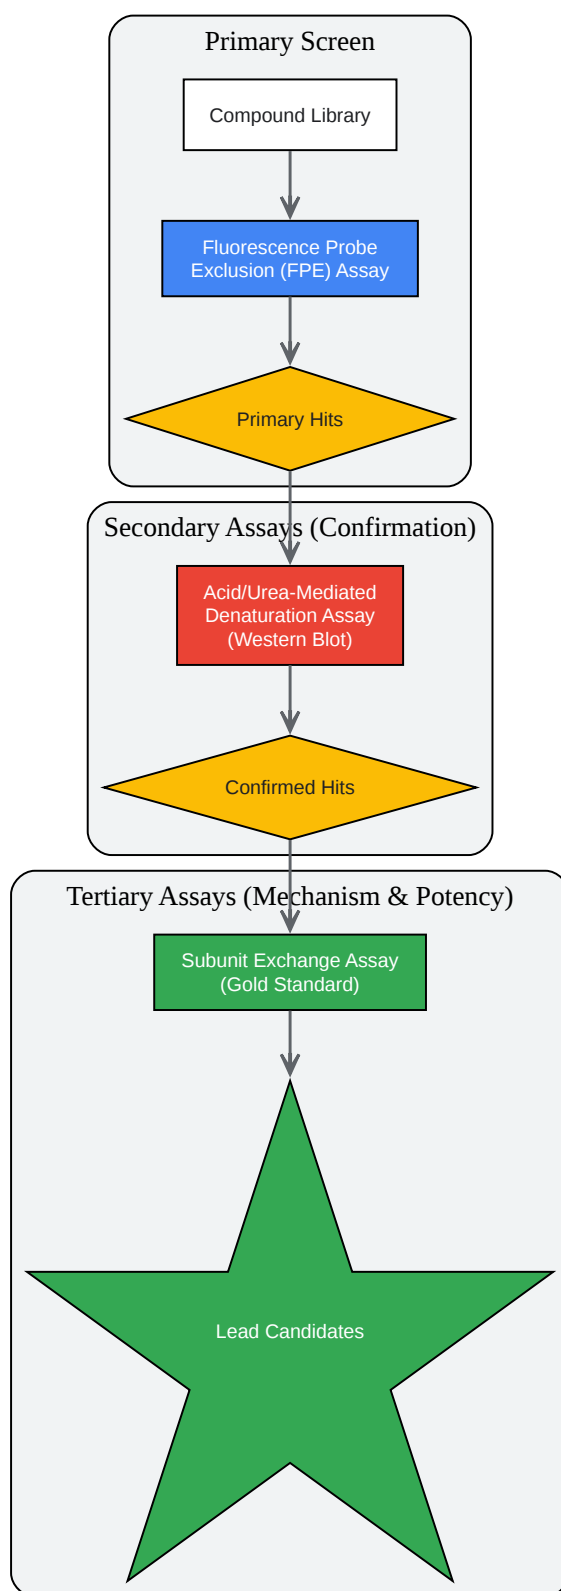 Primary Screen
Compound Library
Fluorescence Probe
Exclusion (FPE) Assay
Primary Hits
Secondary Assays (Confirmation)
Acid/Urea-Mediated
Denaturation Assay
(Western Blot)
Confirmed Hits
Tertiary Assays (Mechanism & Potency)
Subunit Exchange Assay
(Gold Standard)
Lead Candidates